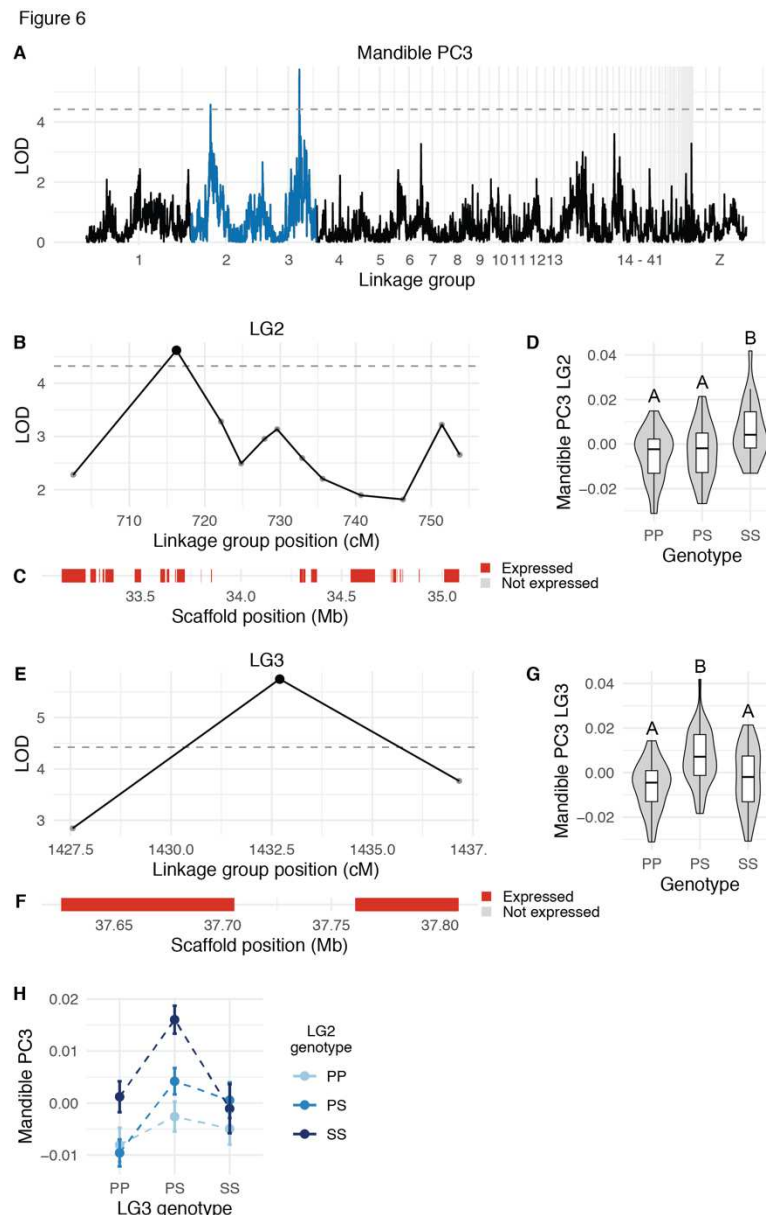 Figure 6
A
Mandible PC3
LOD
4
2
0
1 2 3 4 5 6 7 8 9 10 11 12 13 14 - 41 Z
Linkage group
B
LG2
LOD
4
3
2
710 720 730 740 750
Linkage group position (cM)
C
Expressed
Not expressed
33.5 34.0 34.5 35.0
Scaffold position (Mb)
D
Mandible PC3 LG2
0.04
0.02
0.00
−0.02
A A B
PP PS SS
Genotype
E
LG3
LOD
5
4
3
1427.5 1430.0 1432.5 1435.0 1437.
Linkage group position (cM)
F
Expressed
Not expressed
37.65 37.70 37.75 37.80
Scaffold position (Mb)
G
Mandible PC3 LG3
0.04
0.02
0.00
−0.02
A B A
PP PS SS
Genotype
H
Mandible PC3
0.02
0.01
0.00
−0.01
PP PS SS
LG3 genotype
LG2
genotype
PP
PS
SS